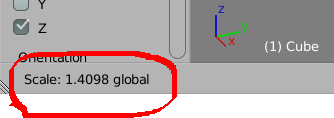 Y
Z
Orientation
Scale: 1.4098 global
z
y
x
(1) Cube